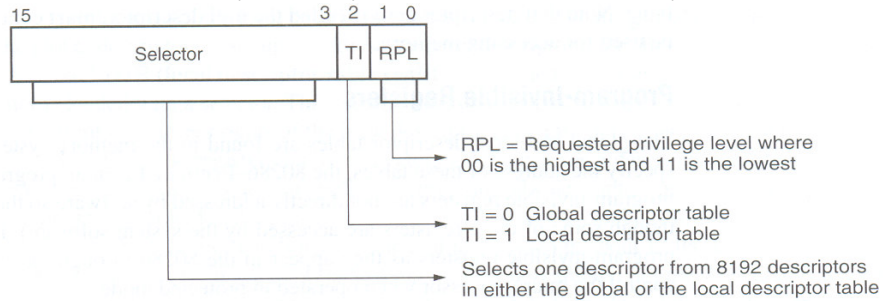 15 3 2 1 0
Selector TI RPL
RPL = Requested privilege level where
00 is the highest and 11 is the lowest
TI = 0 Global descriptor table
TI = 1 Local descriptor table
Selects one descriptor from 8192 descriptors
in either the global or the local descriptor table